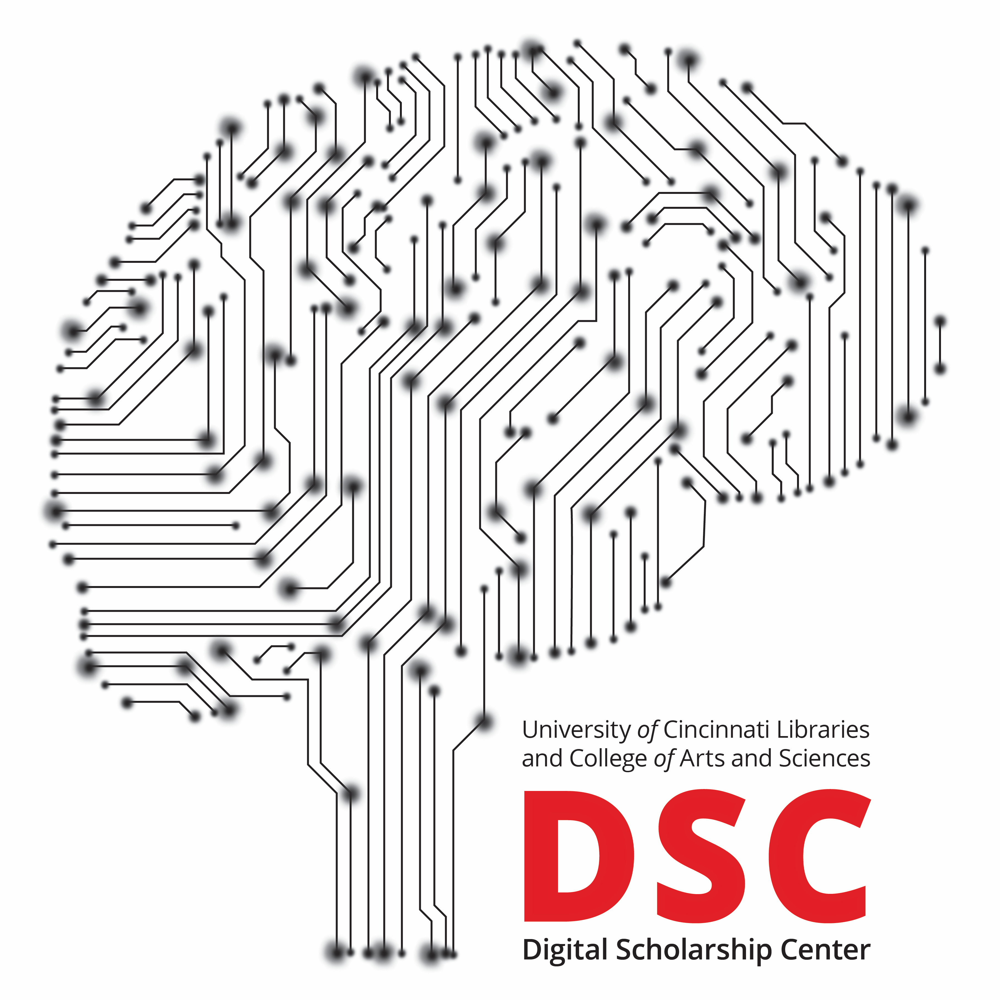 University of Cincinnati Libraries
and College of Arts and Sciences
DSC
Digital Scholarship Center